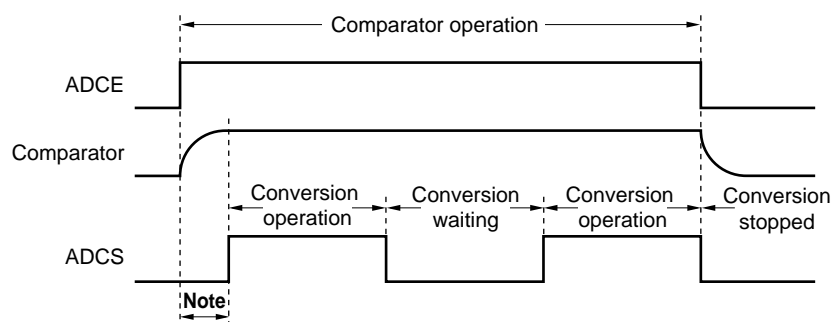 Comparator operation
ADCE
Comparator
Conversion operation
Conversion waiting
Conversion operation
Conversion stopped
ADCS
Note